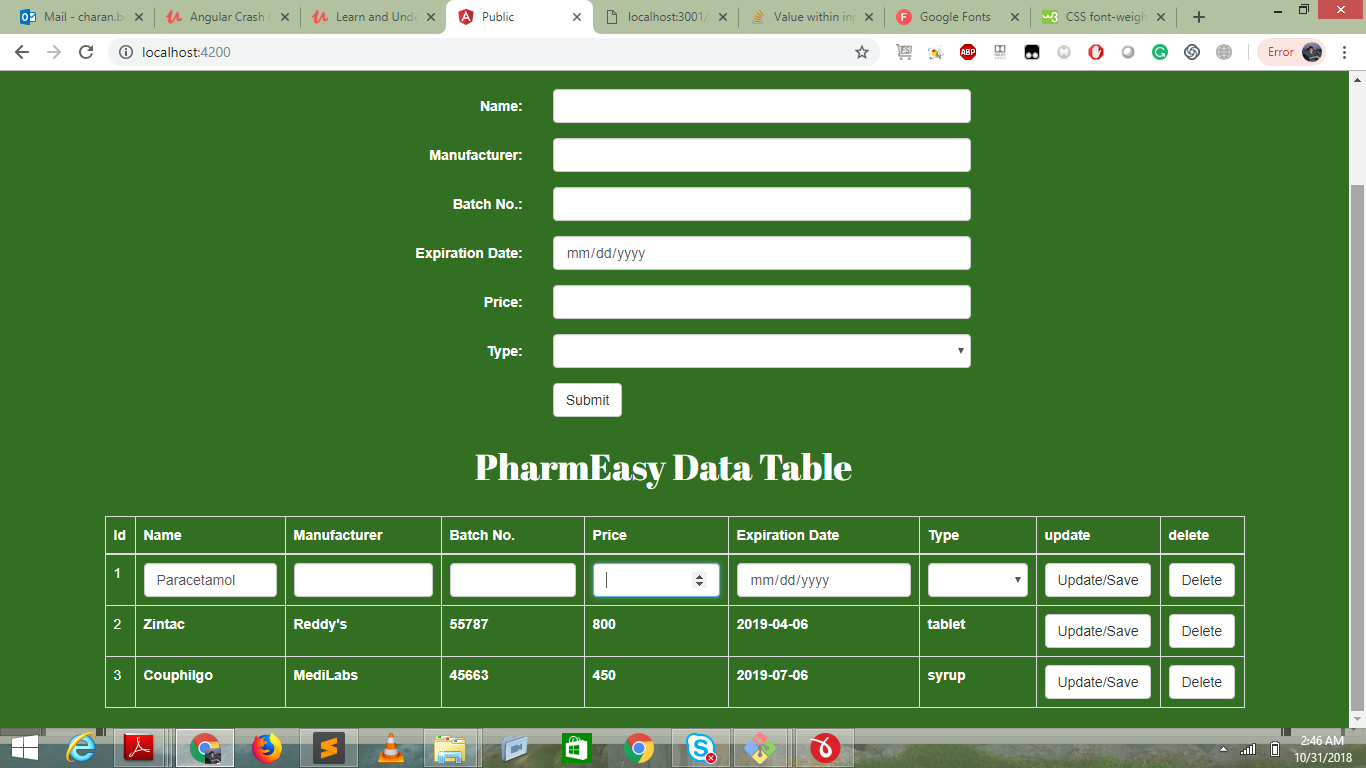 Mail - charan.b
Angular Crash C
Learn and Unde
Public
localhost:3001/
Value within inp
Google Fonts
CSS font-weigh
localhost:4200
Error
Name:
Manufacturer:
Batch No.:
Expiration Date: mm/dd/yyyy
Price:
Type:
Submit
PharmEasy Data Table
Id Name Manufacturer Batch No. Price Expiration Date Type update delete
1 Paracetamol mm/dd/yyyy Update/Save Delete
2 Zintac Reddy's 55787 800 2019-04-06 tablet Update/Save Delete
3 Couphilgo MediLabs 45663 450 2019-07-06 syrup Update/Save Delete
2:46 AM
10/31/2018